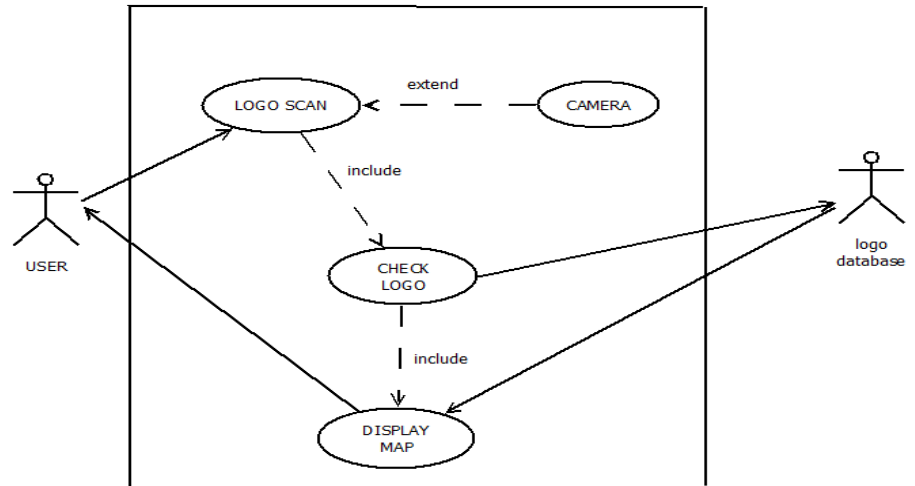 extend
LOGO SCAN
CAMERA
include
USER
logo
database
CHECK
LOGO
include
DISPLAY
MAP